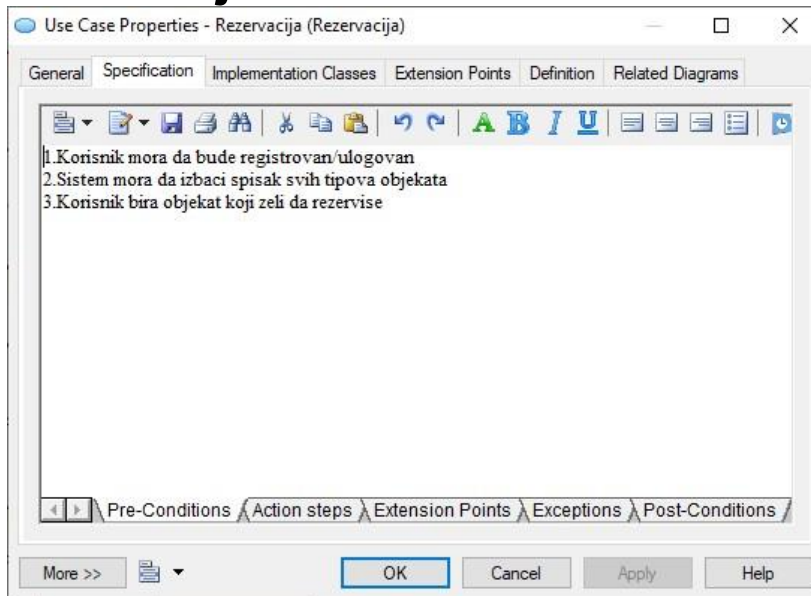 Use Case Properties - Rezervacija (Rezervacija)
General Specification Implementation Classes Extension Points Definition Related Diagrams
A B I U
1.Korisnik mora da bude registrovan/ulogovan
2.Sistem mora da izbaci spisak svih tipova objekata
3.Korisnik bira objekat koji zeli da rezervise
Pre-Conditions Action steps Extension Points Exceptions Post-Conditions
More >> OK Cancel Apply Help